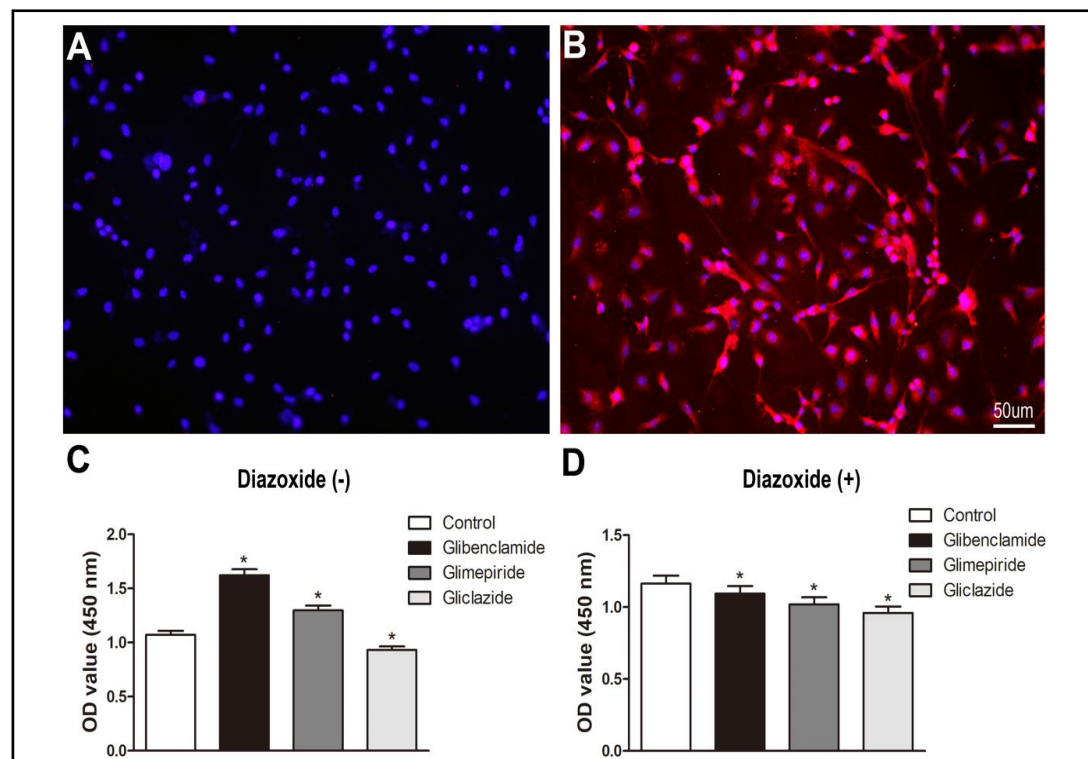 A
B
50um
C
Diazoxide (-)
Control
Glibenclamide
Glimepiride
Gliclazide
OD value (450 nm)
2.0
1.5
1.0
0.5
0.0
*
*
*
D
Diazoxide (+)
Control
Glibenclamide
Glimepiride
Gliclazide
OD value (450 nm)
1.5
1.0
0.5
0.0
*
*
*